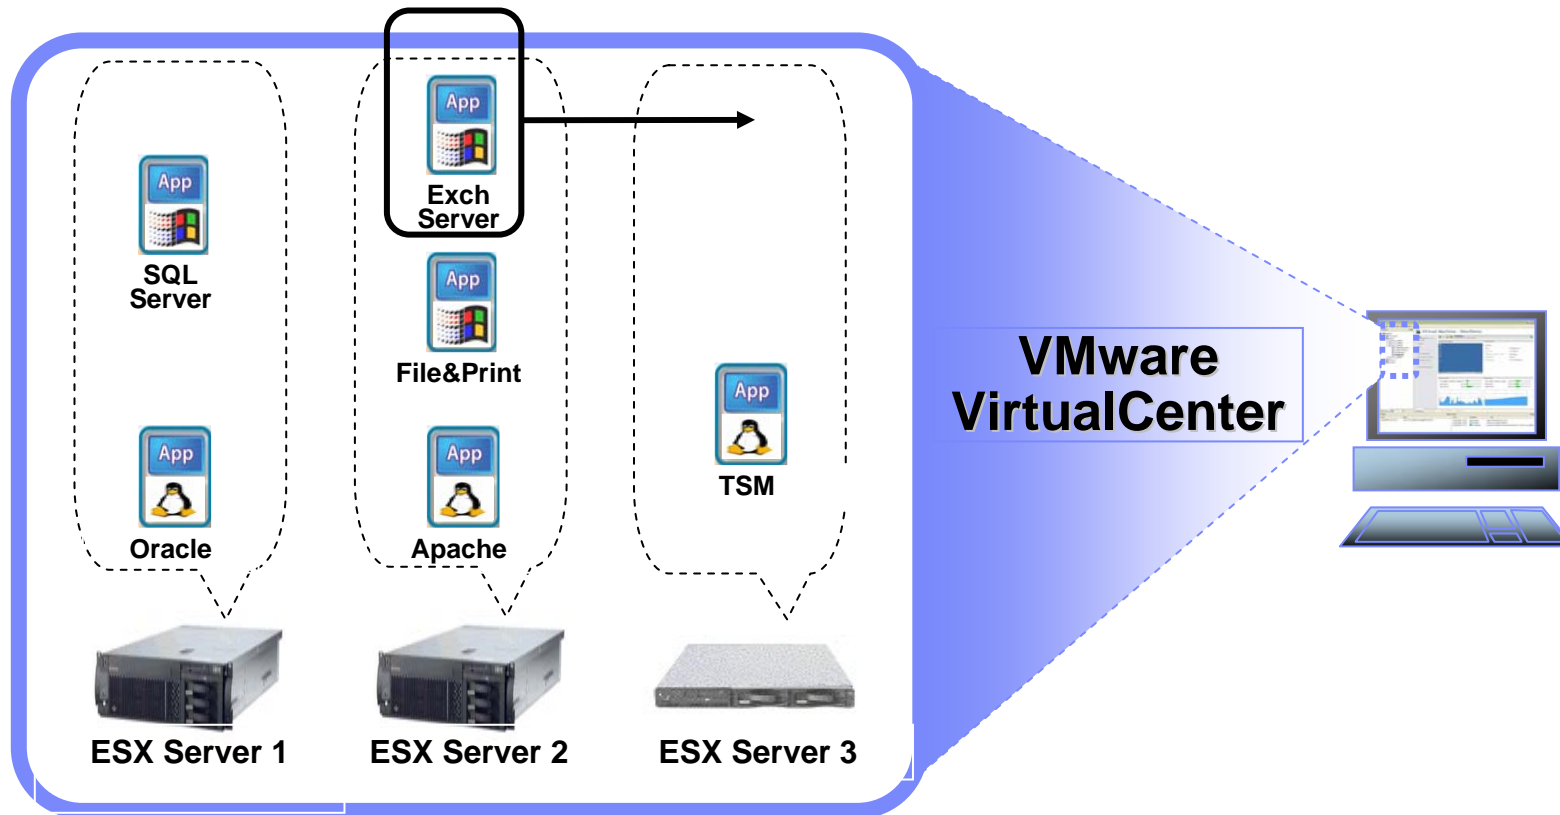 App
Exch
Server
App
SQL
Server
App
File&Print
App
TSM
App
Oracle
App
Apache
VMware
VirtualCenter
ESX Server 1
ESX Server 2
ESX Server 3